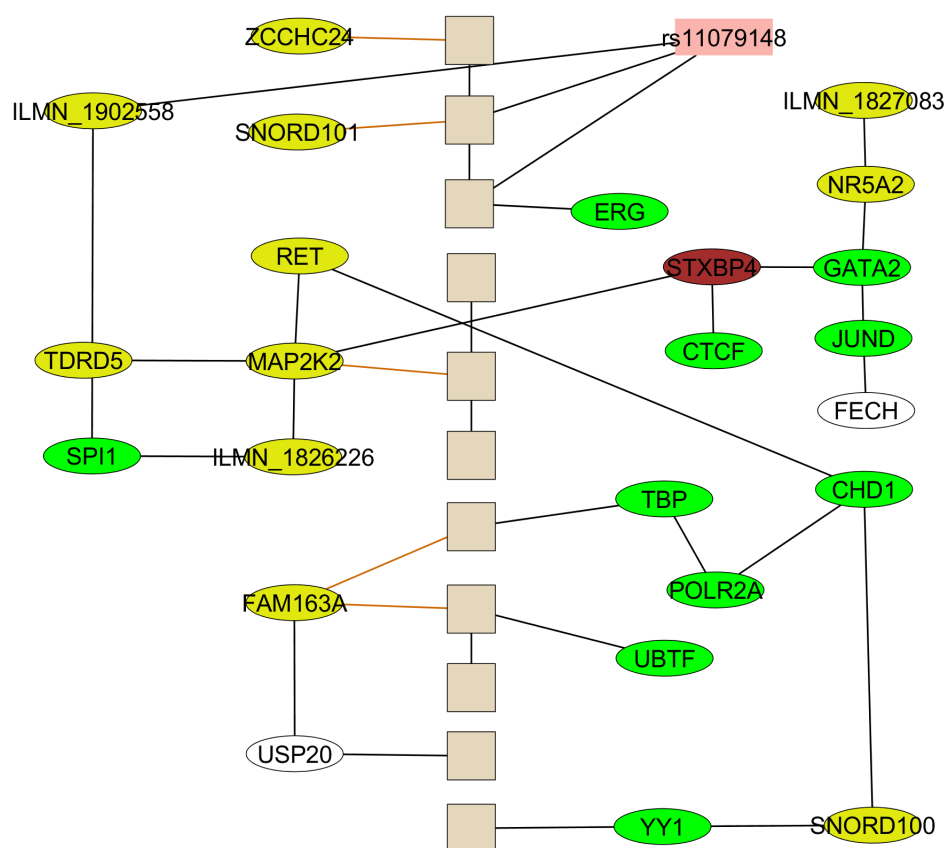 ZCCHC24
rs11079148
ILMN_1902558
ILMN_1827083
SNORD101
NR5A2
ERG
RET
STXBP4
GATA2
TDRD5
MAP2K2
CTCF
JUND
FECH
SPI1
ILMN_1826226
TBP
CHD1
FAM163A
POLR2A
UBTF
USP20
YY1
SNORD100